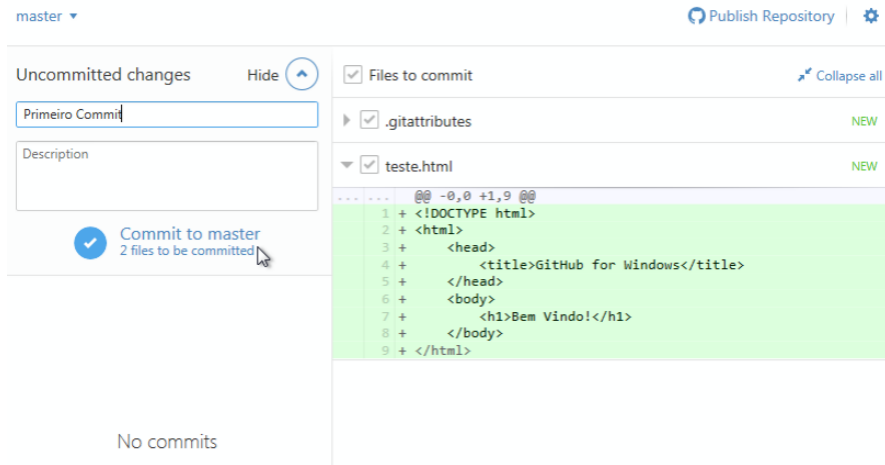 master
Publish Repository
Uncommitted changes
Hide
Primeiro Commit
Description
Commit to master
2 files to be committed
No commits
Files to commit
Collapse all
.gitattributes
NEW
teste.html
NEW
... ... @@ -0,0 +1,9 @@
1 + <!DOCTYPE html>
2 + <html>
3 +     <head>
4 +         <title>GitHub for Windows</title>
5 +     </head>
6 +     <body>
7 +         <h1>Bem Vindo!</h1>
8 +     </body>
9 + </html>